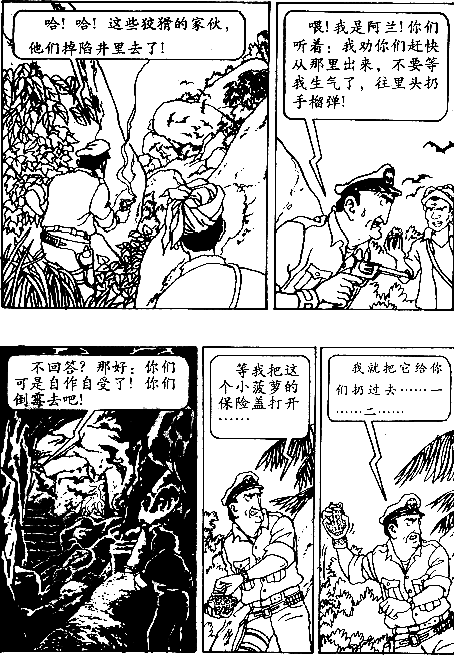 哈！哈！这些狡猾的家伙，
他们掉陷井里去了！
喂！我是阿兰！你们
听着：我劝你们赶快
从那里出来，不要等
我生气了，往里头扔
手榴弹！
不回答？那好：你们
可是自作自受了！你们
倒霉去吧！
等我把这
个小菠萝的
保险盖打开
……
我就把它给你
们扔过去……一
……二……